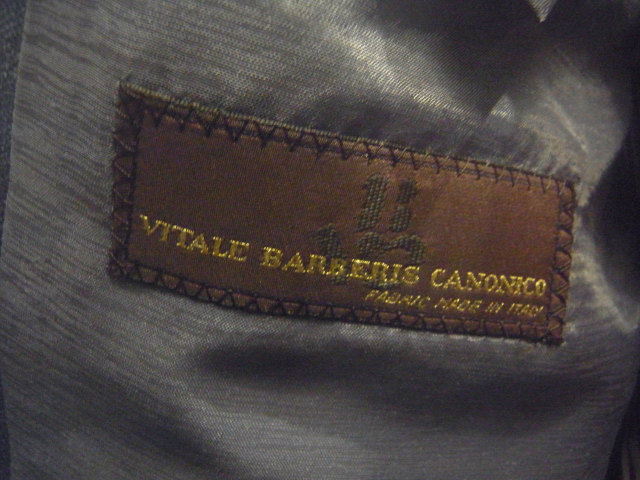 VITALE BARBERIS CANONICO
FABRIC MADE IN ITALY